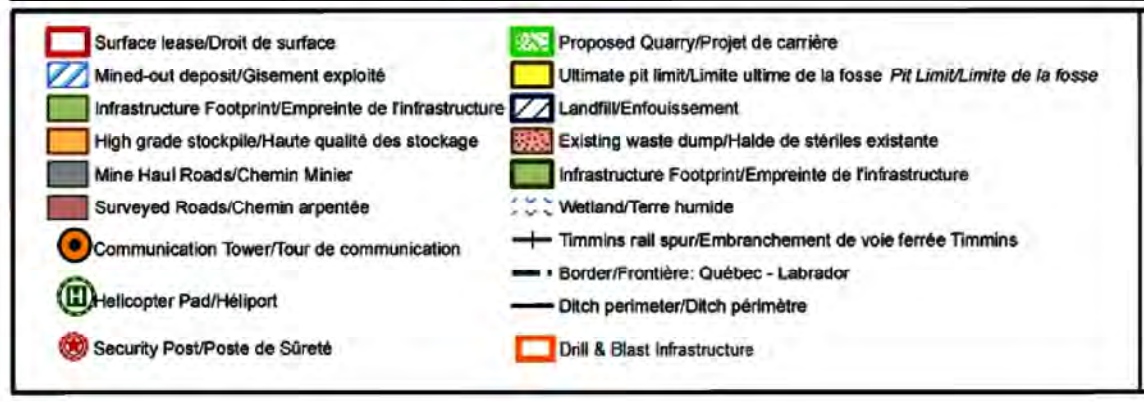 Surface lease/Droit de surface
Mined-out deposit/Gisement exploité
Infrastructure Footprint/Empreinte de l'infrastructure
High grade stockpile/Haute qualité des stockage
Mine Haul Roads/Chemin Minier
Surveyed Roads/Chemin arpentée
Communication Tower/Tour de communication
H
Helicopter Pad/Héliport
Security Post/Poste de Sûreté
Proposed Quarry/Projet de carrière
Ultimate pit limit/Limite ultime de la fosse Pit Limit/Limite de la fosse
Landfill/Enfouissement
Existing waste dump/Halde de stériles existante
Infrastructure Footprint/Empreinte de l'infrastructure
Wetland/Terre humide
Timmins rail spur/Embranchement de voie ferrée Timmins
Border/Frontière: Québec - Labrador
Ditch perimeter/Ditch périmètre
Drill & Blast Infrastructure